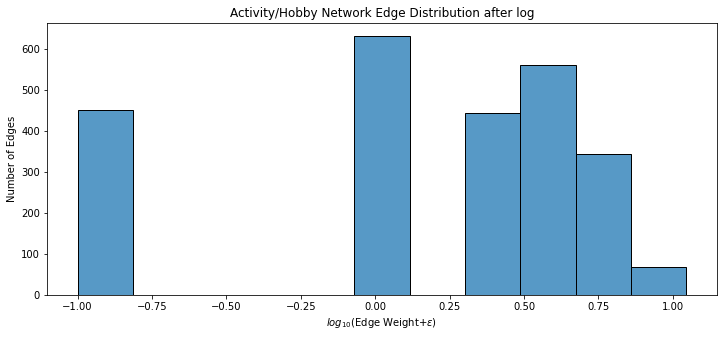 Activity/Hobby Network Edge Distribution after log
Number of Edges
600
500
400
300
200
100
0
−1.00 −0.75 −0.50 −0.25 0.00 0.25 0.50 0.75 1.00
log₁₀(Edge Weight+ε)